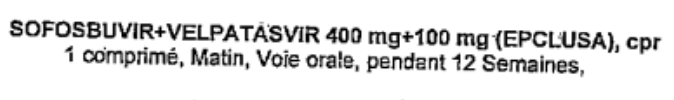 SOFOSBUVIR+VELPATASVIR 400 mg+100 mg (EPCLUSA), cpr
1 comprimé, Matin, Voie orale, pendant 12 Semaines,